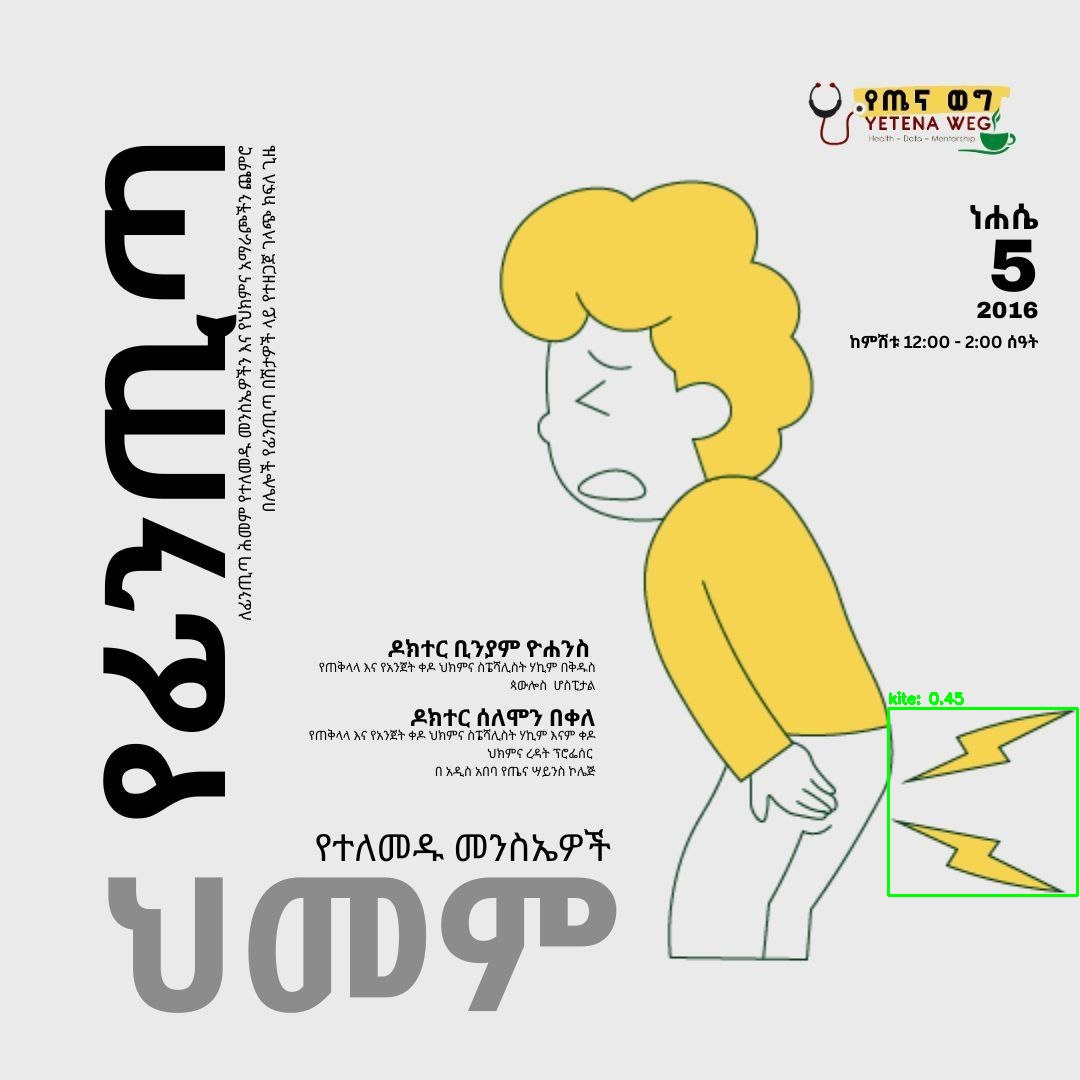 የጤና ወግ
YETENA WEG
Health - Data - Mentorship
ነሐሴ
5
2016
ከምሽቱ 12:00 - 2:00 ሰዓት
የፊንጢጣ
ለፊንጢጣ ሕመም የተለመዱ መንስኤዎችን እና የህክምና አማራጮችን ጨምሮ
በሌሎች የፊንጢጣ በሽታዎች ላይ የተዘጋጀ ገላጭ ክፍለ ጊዜ
ዶክተር ቢንያም ዮሐንስ
የጠቅላላ እና የአንጀት ቀዶ ህክምና ስፔሻሊስት ሃኪም በቅዱስ
ጳውሎስ ሆስፒታል
ዶክተር ሰለሞን በቀለ
የጠቅላላ እና የአንጀት ቀዶ ህክምና ስፔሻሊስት ሃኪም እናም ቀዶ
ህክምና ረዳት ፕሮፌሰር
በ አዲስ አበባ የጤና ሣይንስ ኮሌጅ
kite: 0.45
የተለመዱ መንስኤዎች
ህመም